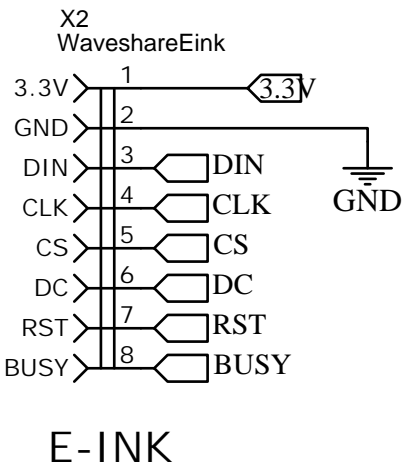 X2
WaveshareEink
3.3V 1 3.3V
GND 2
DIN 3 DIN
CLK 4 CLK
GND
CS 5 CS
DC 6 DC
RST 7 RST
BUSY 8 BUSY
E-INK